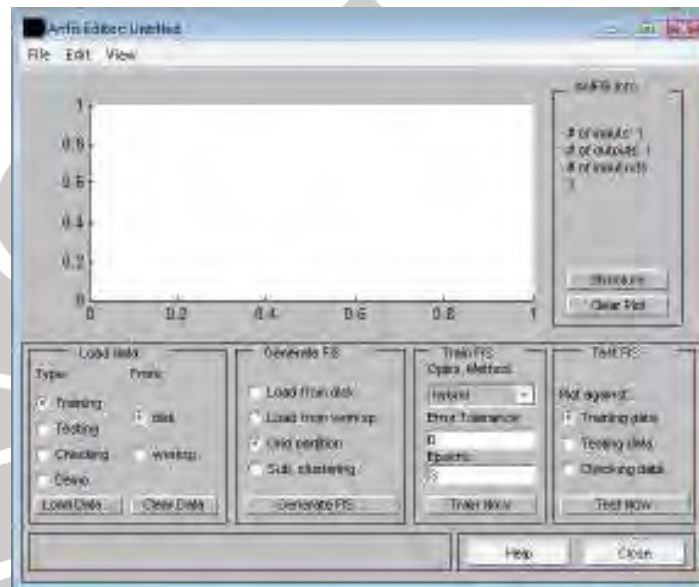 Anfis Editor: Untitled
File Edit View
1
0.8
0.6
0.4
0.2
0
0 0.2 0.4 0.6 0.8 1
ANFIS Info.
# of inputs: 1
# of outputs: 1
# of input mfs:
Structure
Clear Plot
Load data
Type: From:
Training
Testing
Checking
Demo
disk
worksp.
Load Data... Clear Data
Generate FIS
Load from disk
Load from worksp.
Grid partition
Sub. clustering
Generate FIS
Train FIS
Optim. Method:
hybrid
Error Tolerance:
0
Epochs:
3
Train Now
Test FIS
Plot against:
Training data
Testing data
Checking data
Test Now
Help Close